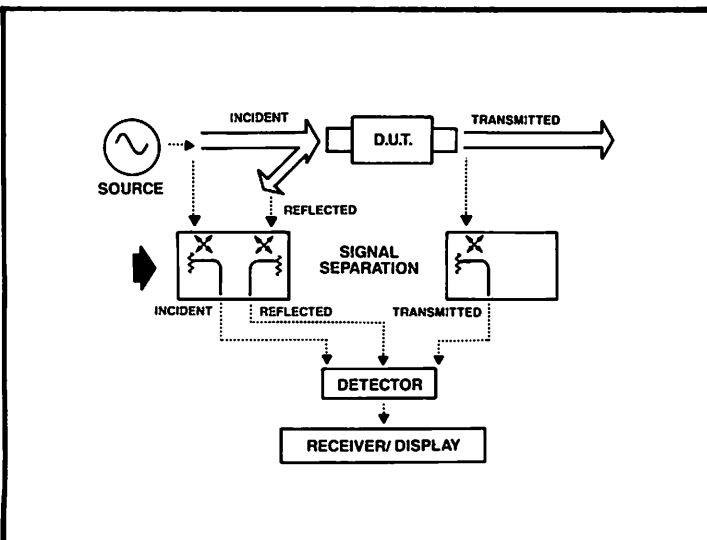 INCIDENT
TRANSMITTED
D.U.T.
SOURCE
REFLECTED
SIGNAL
SEPARATION
INCIDENT
REFLECTED
TRANSMITTED
DETECTOR
RECEIVER/ DISPLAY